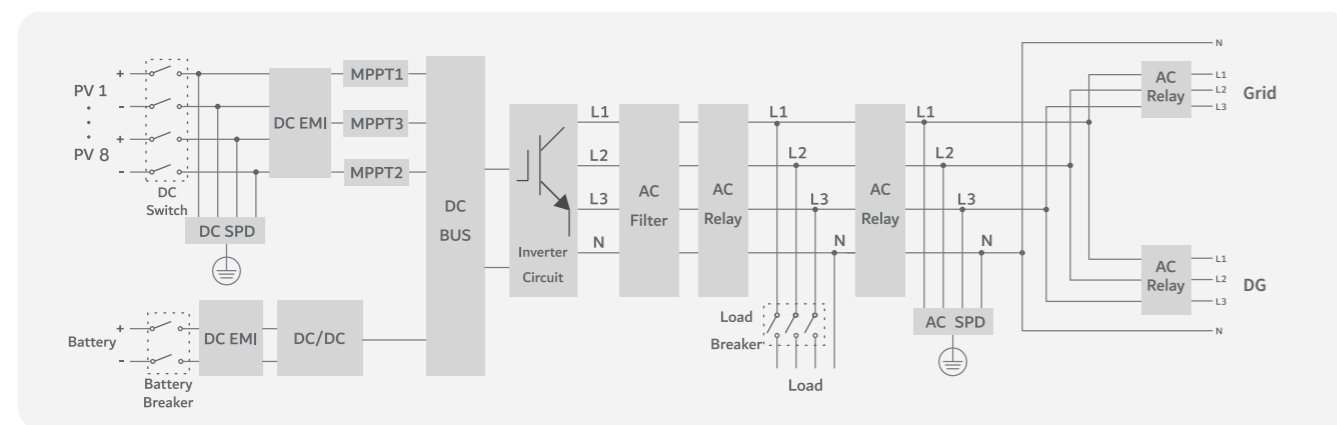 PV 1
PV 8
+
-
+
-
DC
Switch
DC SPD
DC EMI
MPPT1
MPPT3
MPPT2
Battery
+
-
Battery
Breaker
DC EMI
DC/DC
DC
BUS
Inverter
Circuit
L1
L2
L3
N
AC
Filter
AC
Relay
L1
L2
L3
N
Load
Breaker
Load
AC
Relay
L1
L2
L3
N
AC SPD
N
AC
Relay
L1
L2
L3
Grid
AC
Relay
L1
L2
L3
DG
N